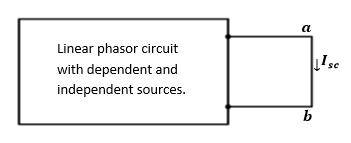 a
Linear phasor circuit
with dependent and
independent sources.
↓Isc
b